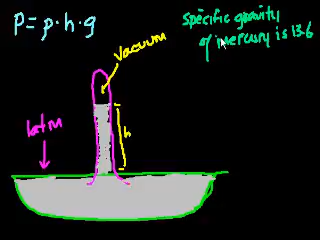 P = ρ · h · g
specific gravity
of mercury is 13.6
vacuum
1atm
h